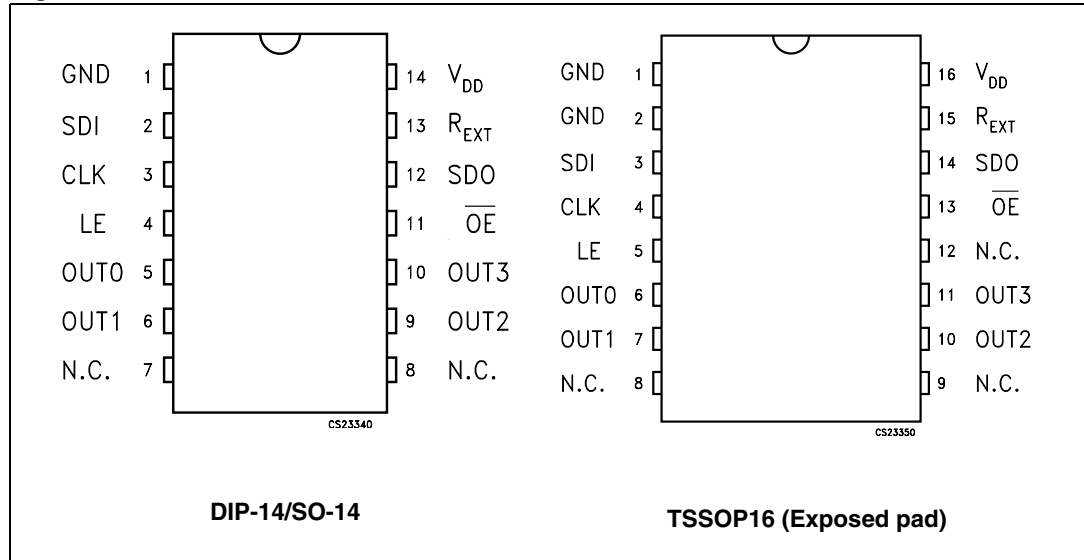 GND 1 14 V_DD
SDI 2 13 R_EXT
CLK 3 12 SDO
LE 4 11 O̅E̅
OUT0 5 10 OUT3
OUT1 6 9 OUT2
N.C. 7 8 N.C.
CS23340
DIP-14/SO-14
GND 1 16 V_DD
GND 2 15 R_EXT
SDI 3 14 SDO
CLK 4 13 O̅E̅
LE 5 12 N.C.
OUT0 6 11 OUT3
OUT1 7 10 OUT2
N.C. 8 9 N.C.
CS23350
TSSOP16 (Exposed pad)